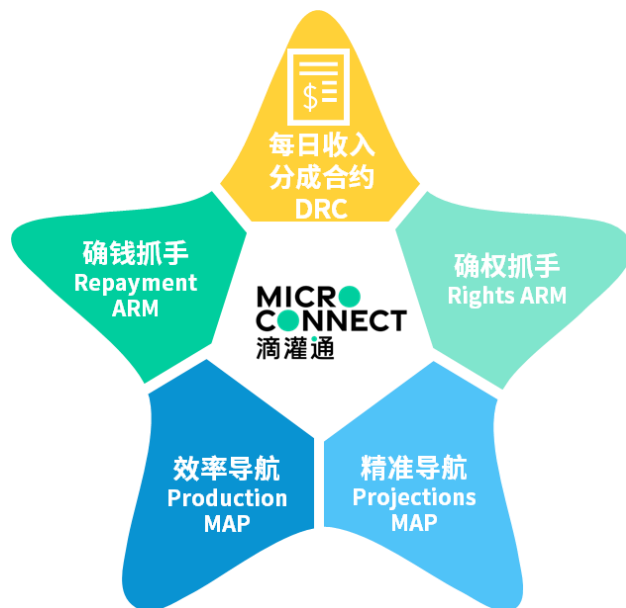 $
每日收入
分成合约
DRC
确钱抓手
Repayment
ARM
确权抓手
Rights ARM
MICRO
CONNECT
滴灌通
效率导航
Production
MAP
精准导航
Projections
MAP